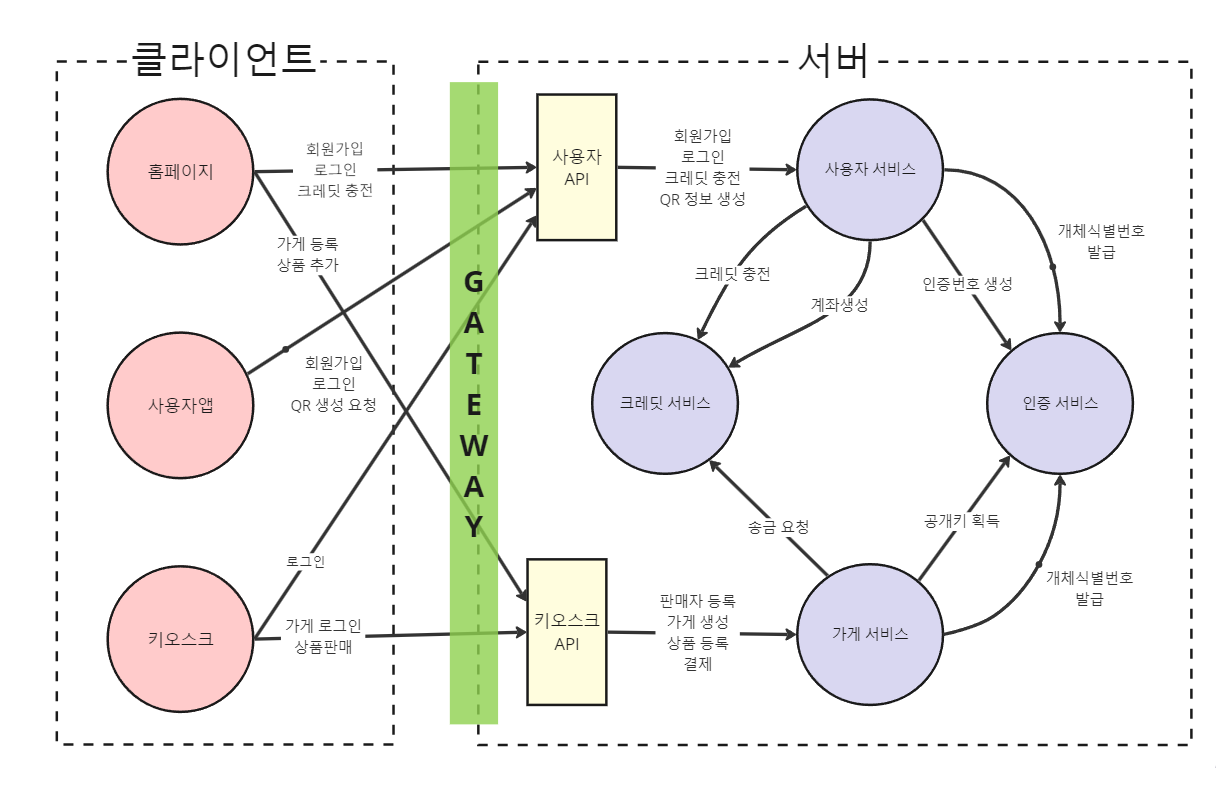 클라이언트
서버
홈페이지
회원가입
로그인
크레딧 충전
가게 등록
상품 추가
사용자앱
회원가입
로그인
QR 생성 요청
로그인
키오스크
가게 로그인
상품판매
G
A
T
E
W
A
Y
사용자
API
회원가입
로그인
크레딧 충전
QR 정보 생성
사용자 서비스
개체식별번호
발급
크레딧 충전
계좌생성
인증번호 생성
크레딧 서비스
인증 서비스
송금 요청
공개키 획득
개체식별번호
발급
키오스크
API
판매자 등록
가게 생성
상품 등록
결제
가게 서비스